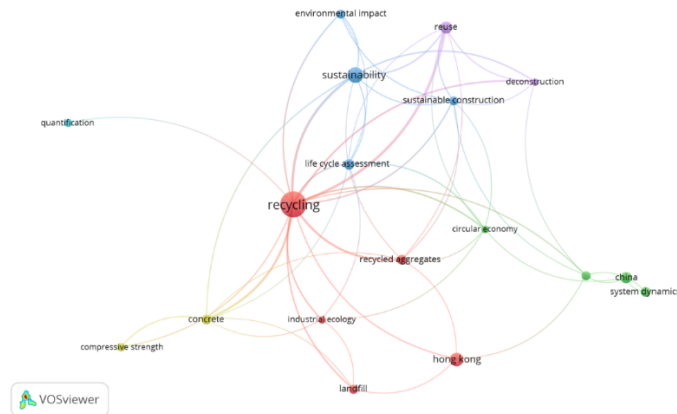 environmental impact
reuse
sustainability
deconstruction
sustainable construction
quantification
life cycle assessment
recycling
circular economy
recycled aggregates
china
system dynamic
concrete
industrial ecology
compressive strength
hong kong
landfill
VOSviewer